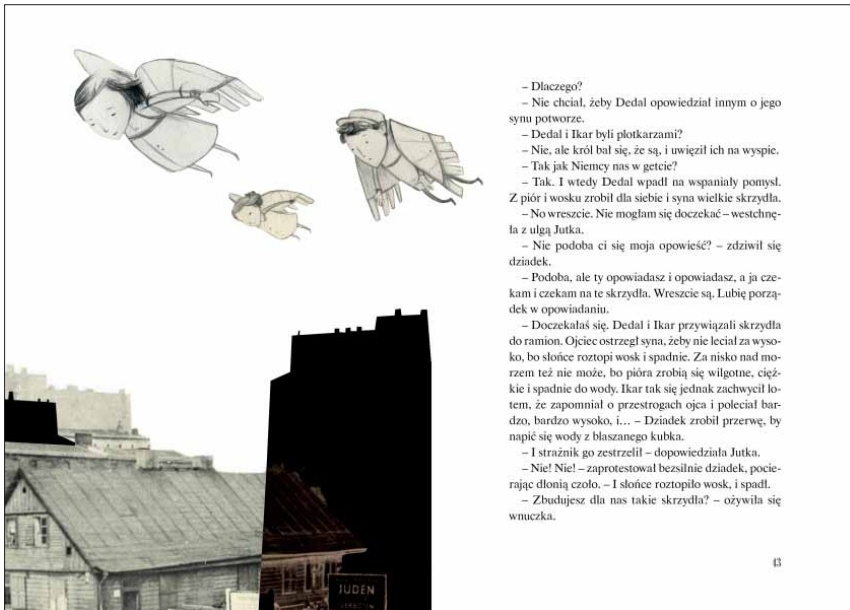 – Dlaczego?
– Nie chciał, żeby Dedal opowiedział innym o jego
synu potworze.
– Dedal i Ikar byli plotkarzami?
– Nie, ale król bał się, że są, i uwięził ich na wyspie.
– Tak jak Niemcy nas w getcie?
– Tak. I wtedy Dedal wpadł na wspaniały pomysł.
Z piór i wosku zrobił dla siebie i syna wielkie skrzydła.
– No wreszcie. Nie mogłam się doczekać – westchnę-
ła z ulgą Jutka.
– Nie podoba ci się moja opowieść? – zdziwił się
dziadek.
– Podoba, ale ty opowiadasz i opowiadasz, a ja cze-
kam i czekam na te skrzydła. Wreszcie są. Lubię porzą-
dek w opowiadaniu.
– Doczekałaś się. Dedal i Ikar przywiązali skrzydła
do ramion. Ojciec ostrzegł syna, żeby nie leciał za wyso-
ko, bo słońce roztopi wosk i spadnie. Za nisko nad mo-
rzem też nie może, bo pióra zrobią się wilgotne, cięż-
kie i spadnie do wody. Ikar tak się jednak zachwycił lo-
tem, że zapomniał o przestrogach ojca i poleciał bar-
dzo, bardzo wysoko, i… – Dziadek zrobił przerwę, by
napić się wody z blaszanego kubka.
– I strażnik go zestrzelił – dopowiedziała Jutka.
– Nie! Nie! – zaprotestował bezsilnie dziadek, pocie-
rając dłonią czoło. – I słońce roztopiło wosk, i spadł.
– Zbudujesz dla nas takie skrzydła? – ożywiła się
wnuczka.
43
JUDEN